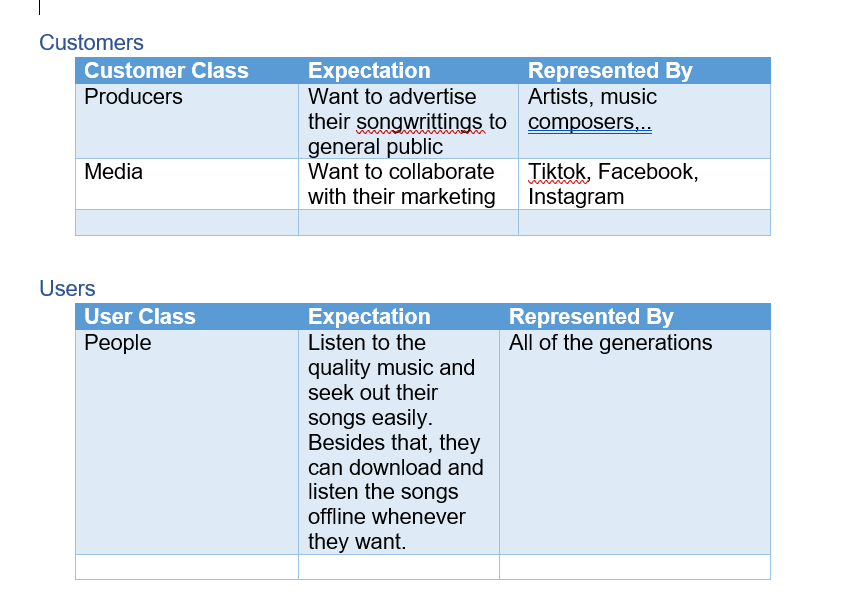 Customers
Customer Class Expectation Represented By
Producers Want to advertise Artists, music
their songwrittings to composers,..
general public
Media Want to collaborate Tiktok, Facebook,
with their marketing Instagram
Users
User Class Expectation Represented By
People Listen to the All of the generations
quality music and
seek out their
songs easily.
Besides that, they
can download and
listen the songs
offline whenever
they want.